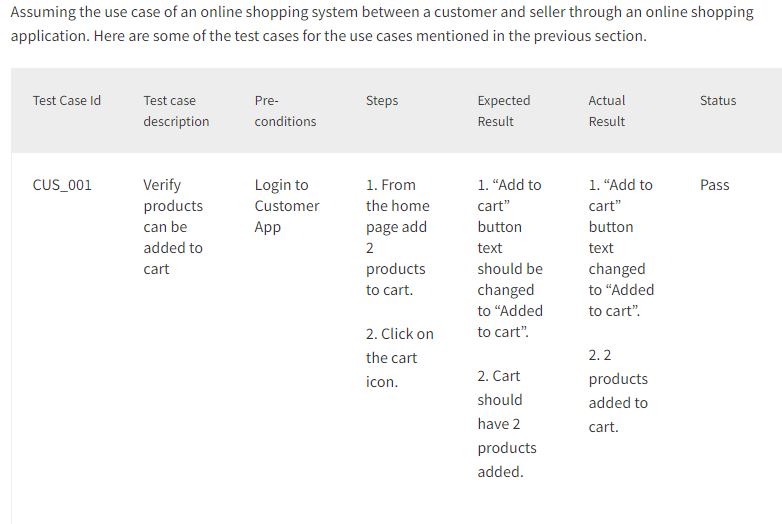 Assuming the use case of an online shopping system between a customer and seller through an online shopping
application. Here are some of the test cases for the use cases mentioned in the previous section.
Test Case Id
Test case
description
Pre-
conditions
Steps
Expected
Result
Actual
Result
Status
CUS_001
Verify
products
can be
added to
cart
Login to
Customer
App
1. From
the home
page add
2
products
to cart.
2. Click on
the cart
icon.
1. “Add to
cart”
button
text
should be
changed
to “Added
to cart”.
2. Cart
should
have 2
products
added.
1. “Add to
cart”
button
text
changed
to “Added
to cart”.
2. 2
products
added to
cart.
Pass